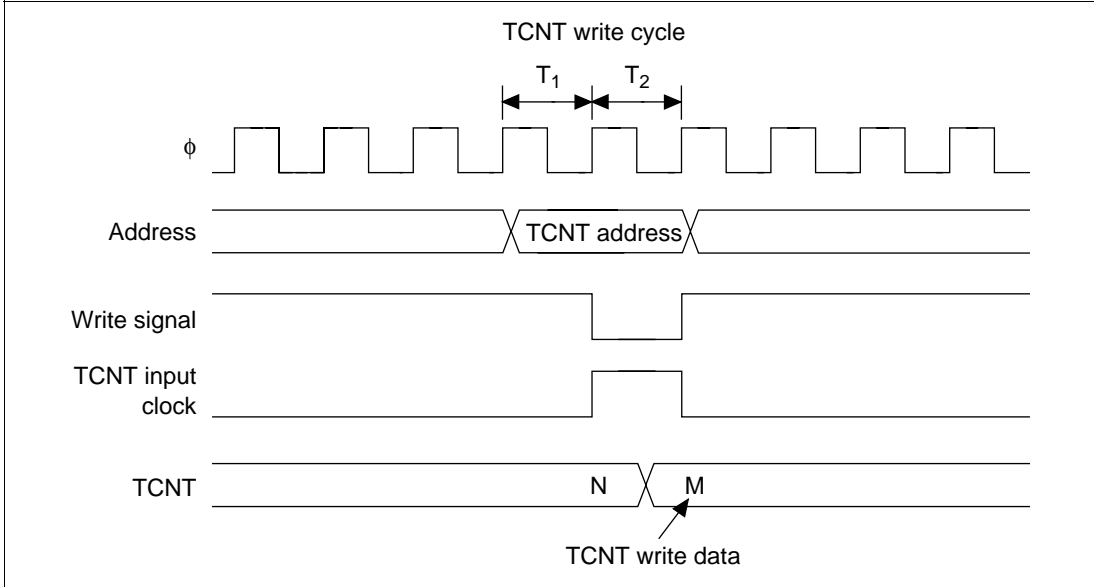 TCNT write cycle
T1 T2
ϕ
Address
TCNT address
Write signal
TCNT input
clock
TCNT
N M
TCNT write data